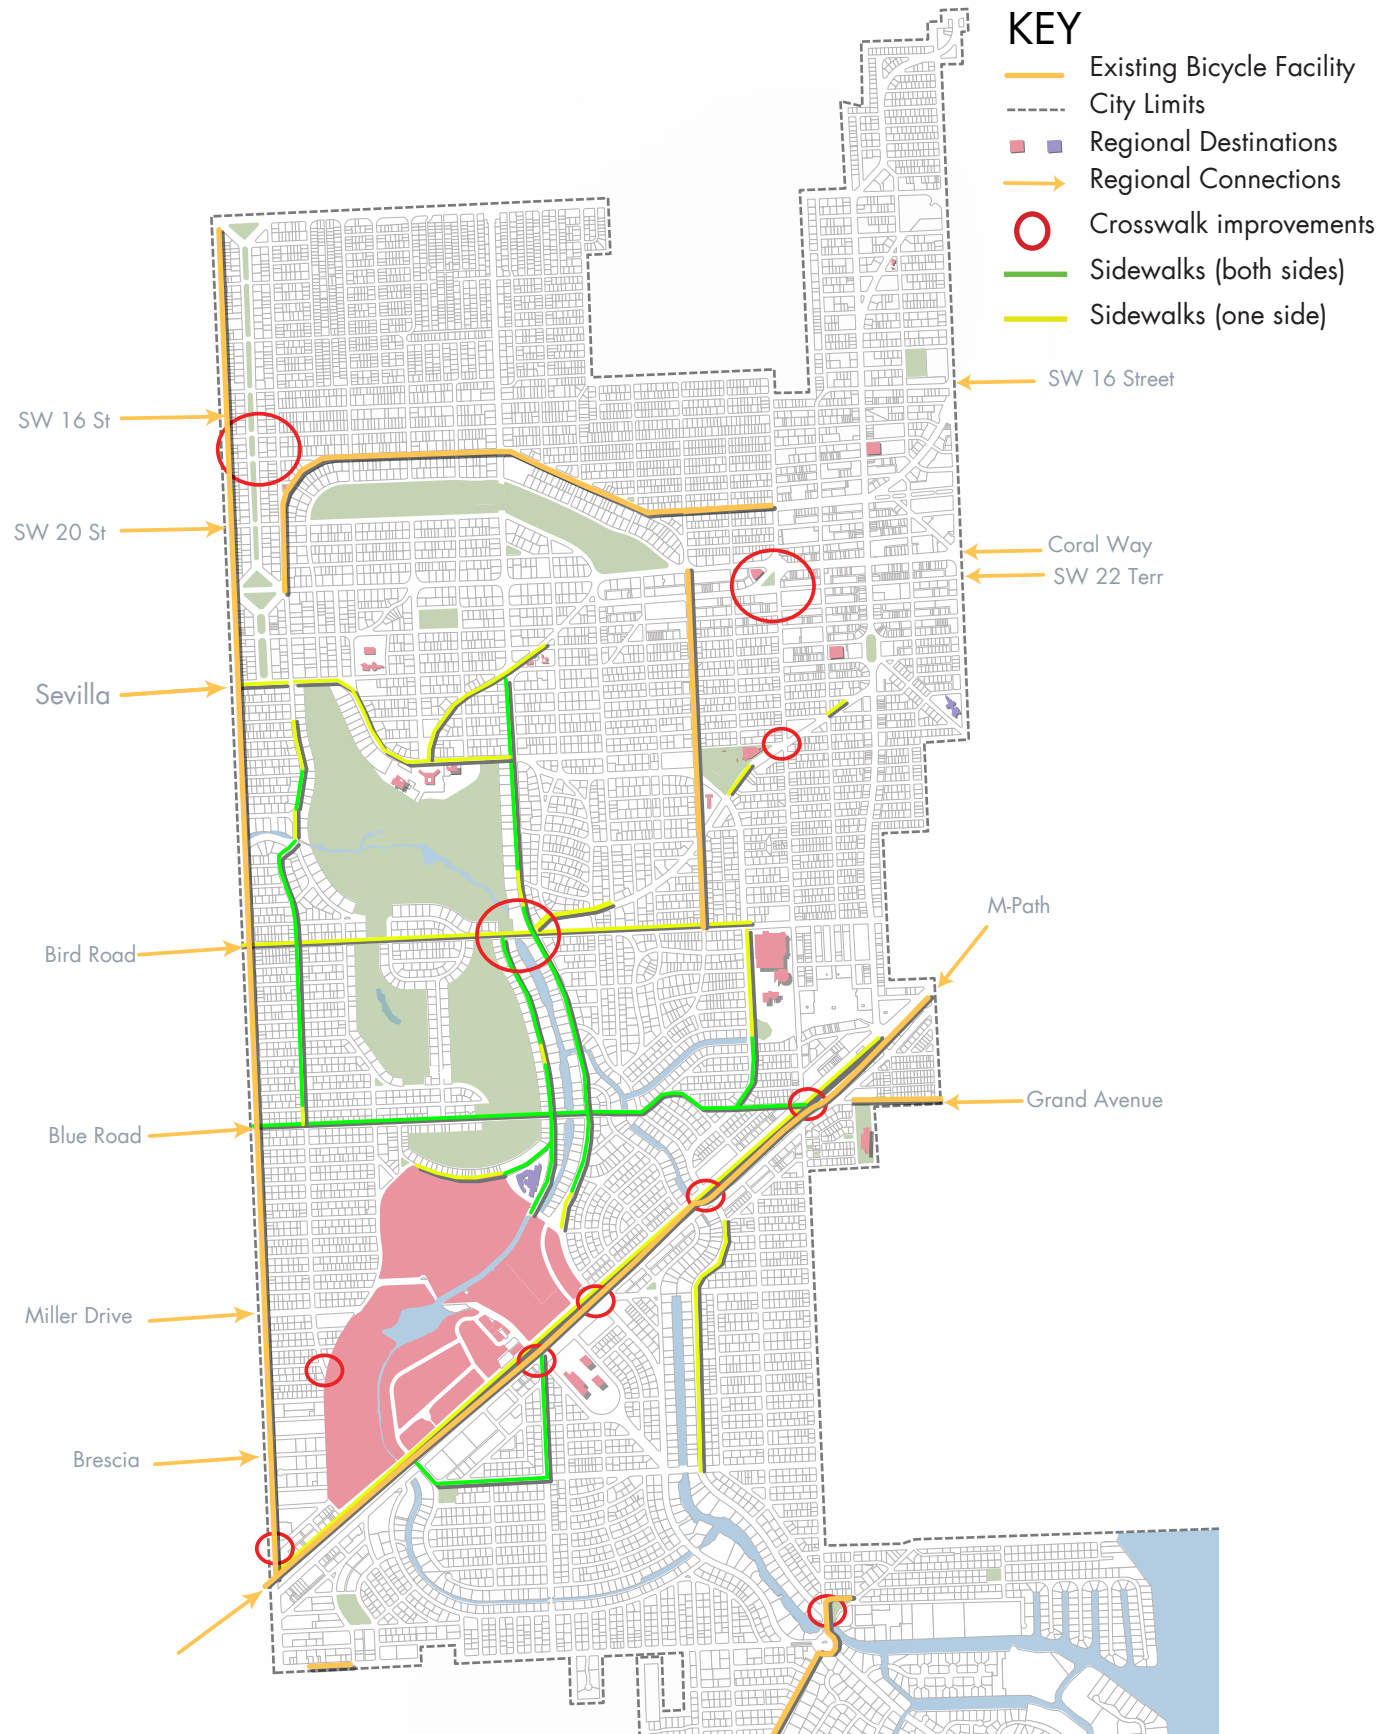 KEY
Existing Bicycle Facility
City Limits
Regional Destinations
Regional Connections
Crosswalk improvements
Sidewalks (both sides)
Sidewalks (one side)
SW 16 Street
SW 16 St
SW 20 St
Coral Way
SW 22 Terr
Sevilla
M-Path
Bird Road
Grand Avenue
Blue Road
Miller Drive
Brescia